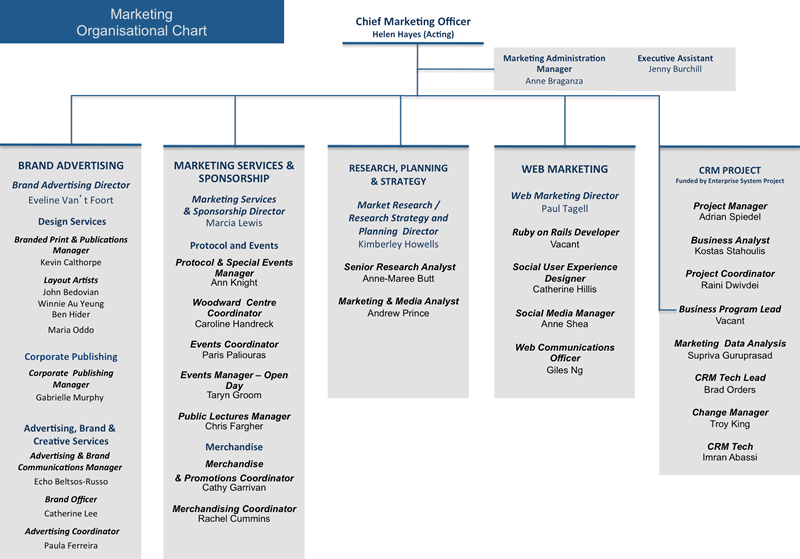 Marketing
Organisational Chart
Chief Marketing Officer
Helen Hayes (Acting)
Marketing Administration
Manager
Anne Braganza
Executive Assistant
Jenny Burchill
BRAND ADVERTISING
Brand Advertising Director
Eveline Van't Foort
Design Services
Branded Print & Publications
Manager
Kevin Calthorpe
Layout Artists
John Bedovian
Winnie Au Yeung
Ben Hider
Maria Oddo
Corporate Publishing
Corporate Publishing
Manager
Gabrielle Murphy
Advertising, Brand &
Creative Services
Advertising & Brand
Communications Manager
Echo Beltsos-Russo
Brand Officer
Catherine Lee
Advertising Coordinator
Paula Ferreira
MARKETING SERVICES &
SPONSORSHIP
Marketing Services
& Sponsorship Director
Marcia Lewis
Protocol and Events
Protocol & Special Events
Manager
Ann Knight
Woodward Centre
Coordinator
Caroline Handreck
Events Coordinator
Paris Paliouras
Events Manager – Open
Day
Taryn Groom
Public Lectures Manager
Chris Fargher
Merchandise
Merchandise
& Promotions Coordinator
Cathy Garrivan
Merchandising Coordinator
Rachel Cummins
RESEARCH, PLANNING
& STRATEGY
Market Research /
Research Strategy and
Planning Director
Kimberley Howells
Senior Research Analyst
Anne-Maree Butt
Marketing & Media Analyst
Andrew Prince
WEB MARKETING
Web Marketing Director
Paul Tagell
Ruby on Rails Developer
Vacant
Social User Experience
Designer
Catherine Hillis
Social Media Manager
Anne Shea
Web Communications
Officer
Giles Ng
CRM PROJECT
Funded by Enterprise System Project
Project Manager
Adrian Spiedel
Business Analyst
Kostas Stahoulis
Project Coordinator
Raini Dwivdei
Business Program Lead
Vacant
Marketing Data Analysis
Supriva Guruprasad
CRM Tech Lead
Brad Orders
Change Manager
Troy King
CRM Tech
Imran Abassi